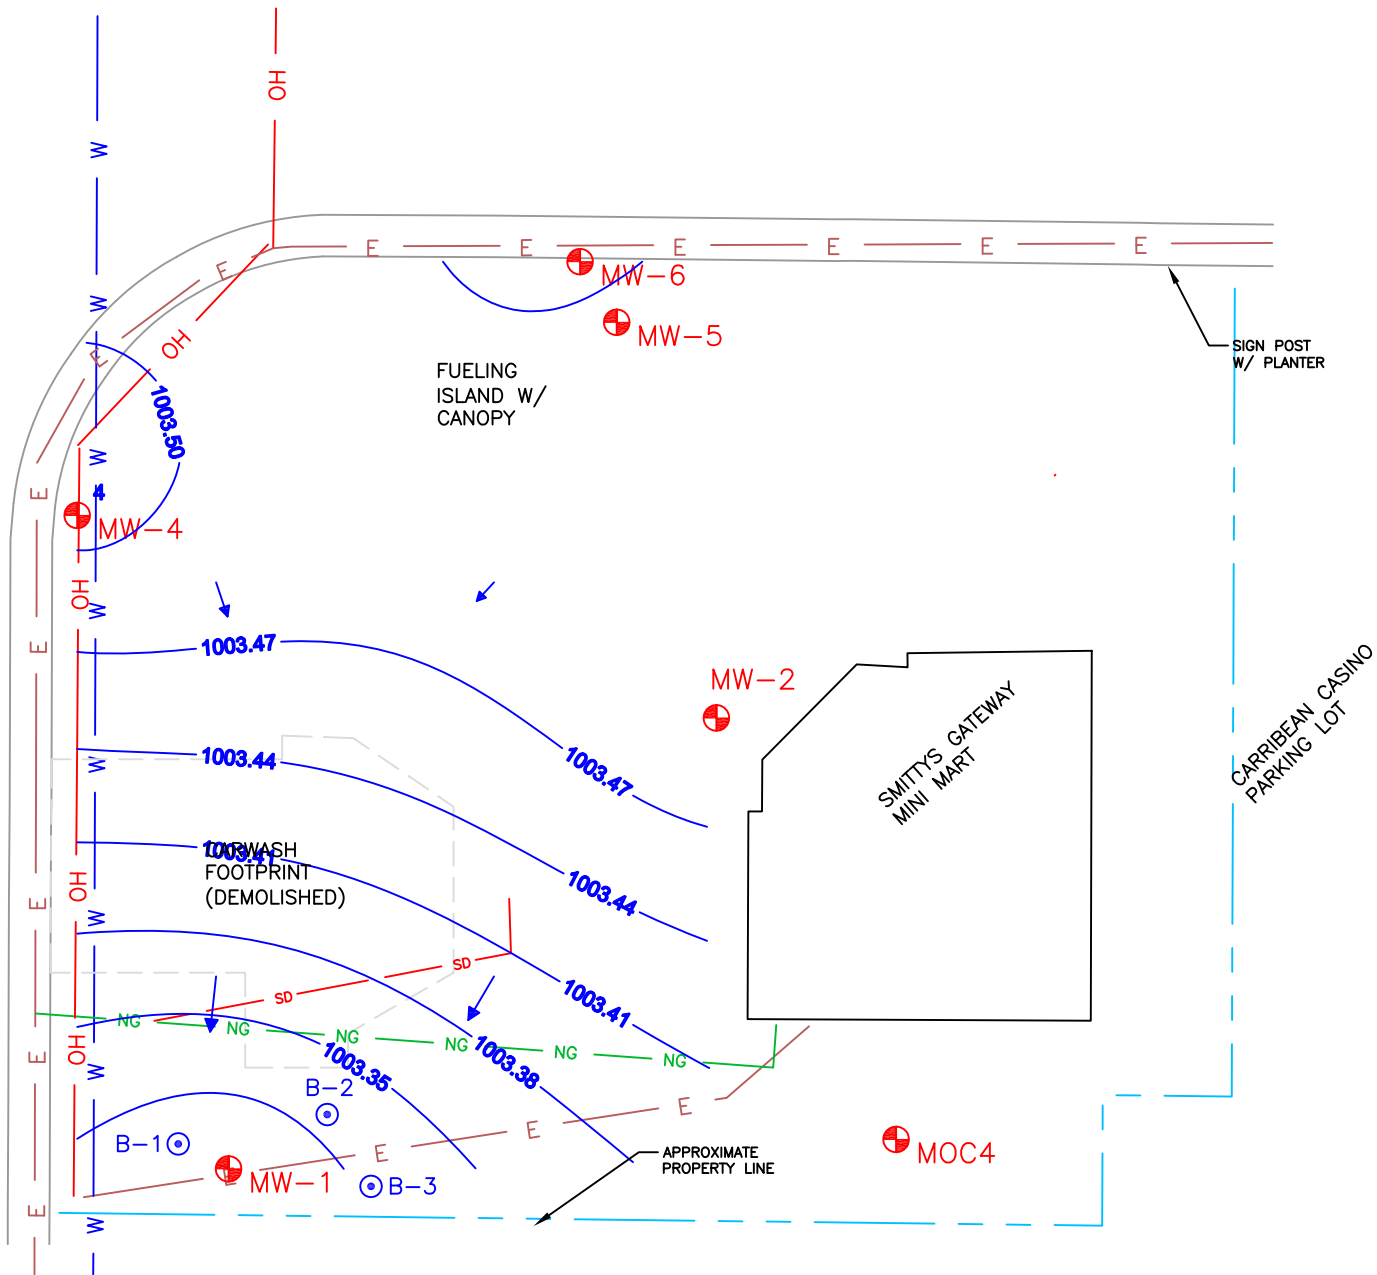 OH
W
E
E
E
E
E
E
E
MW-6
W
OH
MW-5
SIGN POST
W/ PLANTER
E
FUELING
ISLAND W/
CANOPY
1003.50
W
E
4
MW-4
OH
W
E
1003.47
MW-2
CARRIBEAN CASINO
PARKING LOT
SMITTYS GATEWAY
MINI MART
1003.44
W
1003.47
CARWASH
1003.41
FOOTPRINT
(DEMOLISHED)
OH
1003.44
E
W
SD
SD
1003.41
NG
NG
NG
NG
NG
NG
OH
E
W
1003.35
1003.38
B-2
E
E
E
B-1
APPROXIMATE
PROPERTY LINE
MOC4
MW-1
B-3
E
W